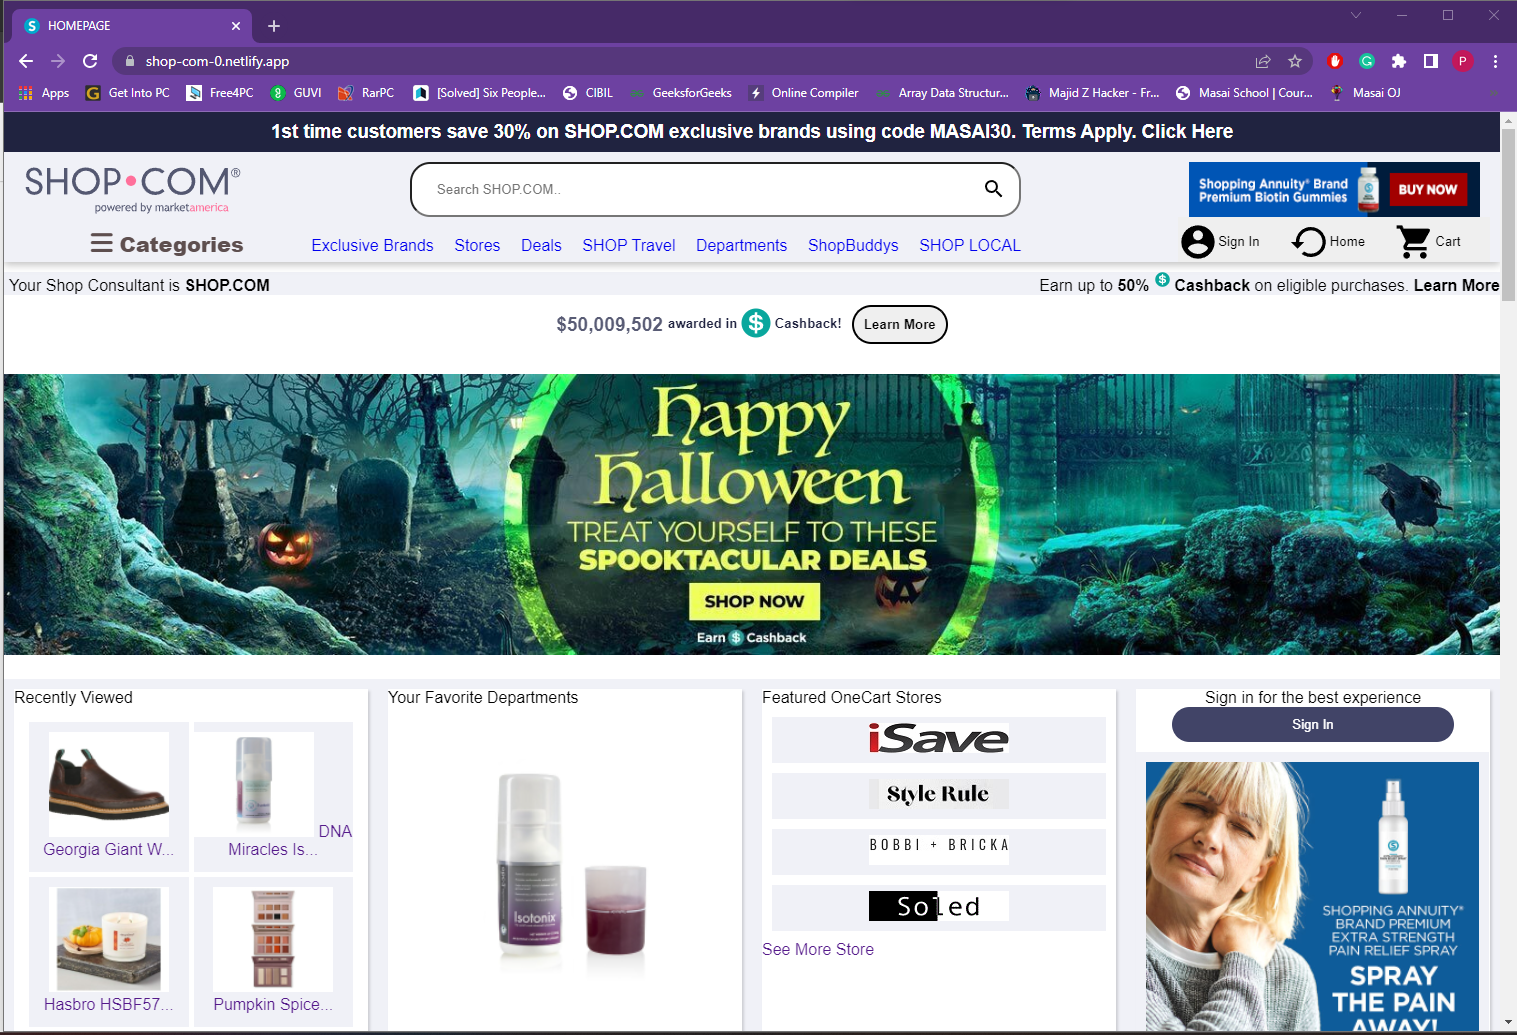 HOMEPAGE
shop-com-0.netlify.app
P
Apps
Get Into PC
Free4PC
GUVI
RarPC
[Solved] Six People...
CIBIL
GeeksforGeeks
Online Compiler
Array Data Structur...
Majid Z Hacker - Fr...
Masai School | Cour...
Masai OJ
1st time customers save 30% on SHOP.COM exclusive brands using code MASAI30. Terms Apply. Click Here
SHOP•COM®
powered by marketamerica
Search SHOP.COM..
Shopping Annuity® Brand
Premium Biotin Gummies
BUY NOW
Categories
Exclusive Brands
Stores
Deals
SHOP Travel
Departments
ShopBuddys
SHOP LOCAL
Sign In
Home
Cart
Your Shop Consultant is SHOP.COM
Earn up to 50% $ Cashback on eligible purchases. Learn More
$50,009,502 awarded in $ Cashback!
Learn More
Happy
Halloween
TREAT YOURSELF TO THESE
SPOOKTACULAR DEALS
SHOP NOW
Earn $ Cashback
Recently Viewed
Georgia Giant W...
DNA
Miracles Is...
Hasbro HSBF57...
Pumpkin Spice...
Your Favorite Departments
Isotonix
Featured OneCart Stores
iSave
Style Rule
BOBBI + BRICKA
Soled
See More Store
Sign in for the best experience
Sign In
SHOPPING ANNUITY®
BRAND PREMIUM
EXTRA STRENGTH
PAIN RELIEF SPRAY
SPRAY
THE PAIN
AWAY!